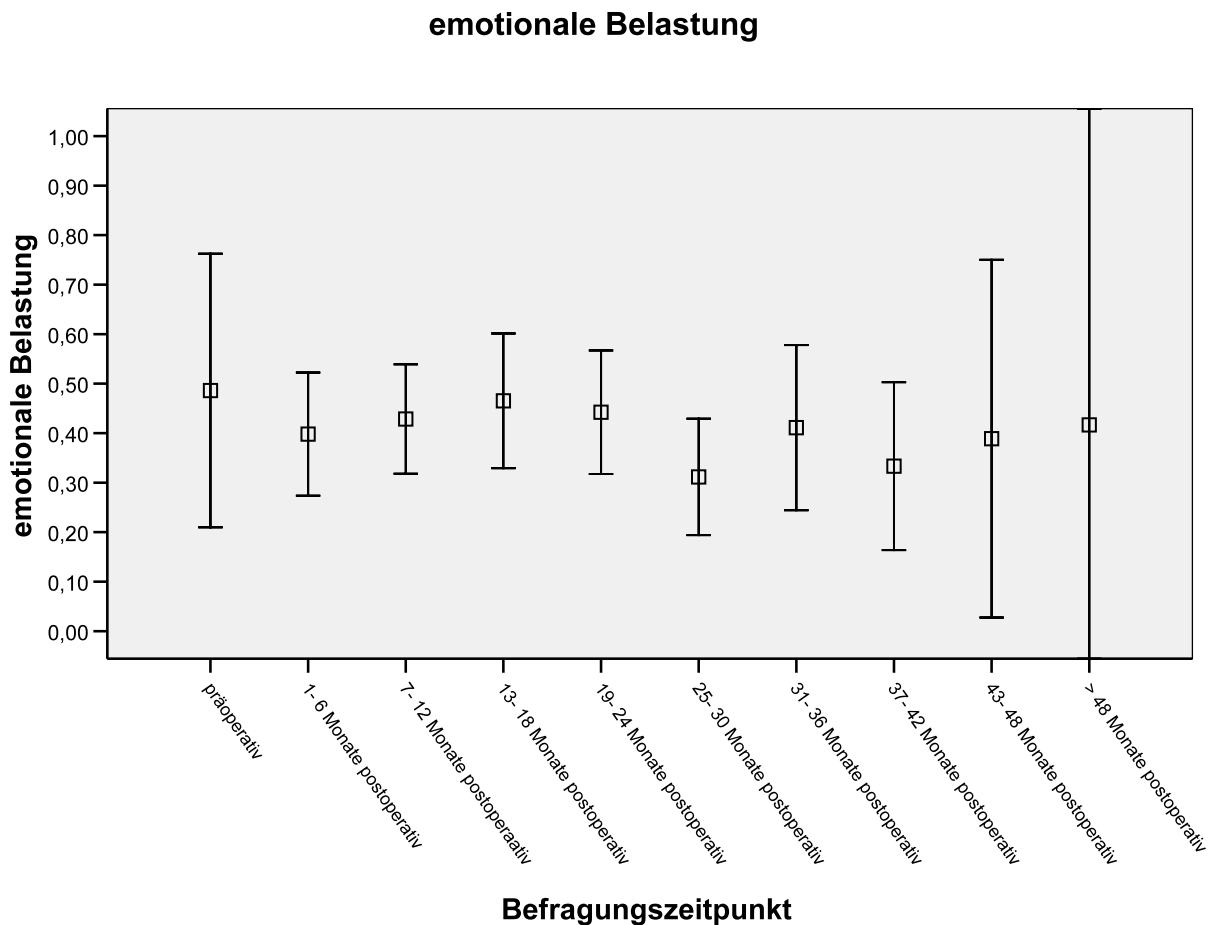 emotionale Belastung
emotionale Belastung
1,00
0,90
0,80
0,70
0,60
0,50
0,40
0,30
0,20
0,10
0,00
präoperativ
1- 6 Monate postoperativ
7- 12 Monate postoperaativ
13- 18 Monate postoperativ
19- 24 Monate postoperativ
25- 30 Monate postoperativ
31- 36 Monate postoperativ
37- 42 Monate postoperativ
43- 48 Monate postoperativ
> 48 Monate postoperativ
Befragungszeitpunkt